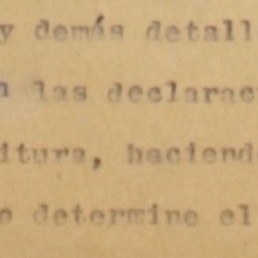 y demás detall
n las declarac
itura, haciend
o determine el